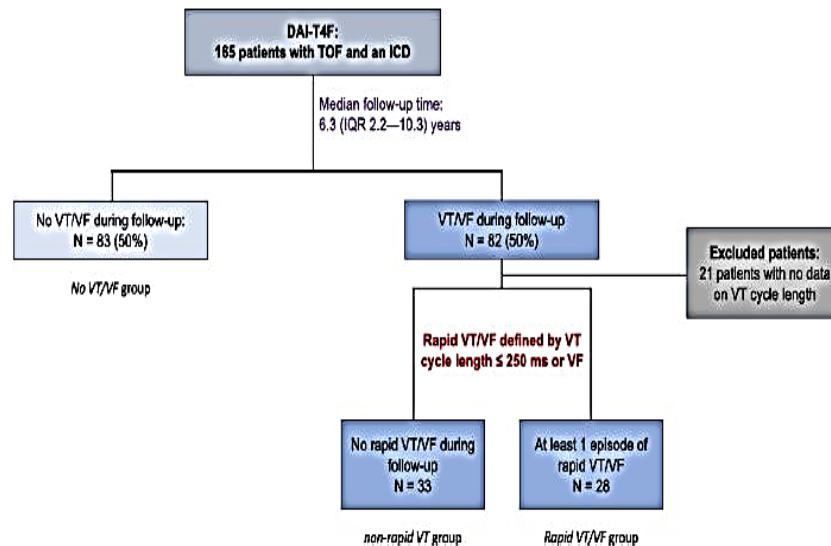 DAI-T4F:
165 patients with TOF and an ICD
Median follow-up time:
6.3 (IQR 2.2—10.3) years
No VT/VF during follow-up:
N = 83 (50%)
No VT/VF group
VT/VF during follow-up
N = 82 (50%)
Excluded patients:
21 patients with no data
on VT cycle length
Rapid VT/VF defined by VT
cycle length ≤ 250 ms or VF
No rapid VT/VF during
follow-up
N = 33
non-rapid VT group
At least 1 episode of
rapid VT/VF
N = 28
Rapid VT/VF group